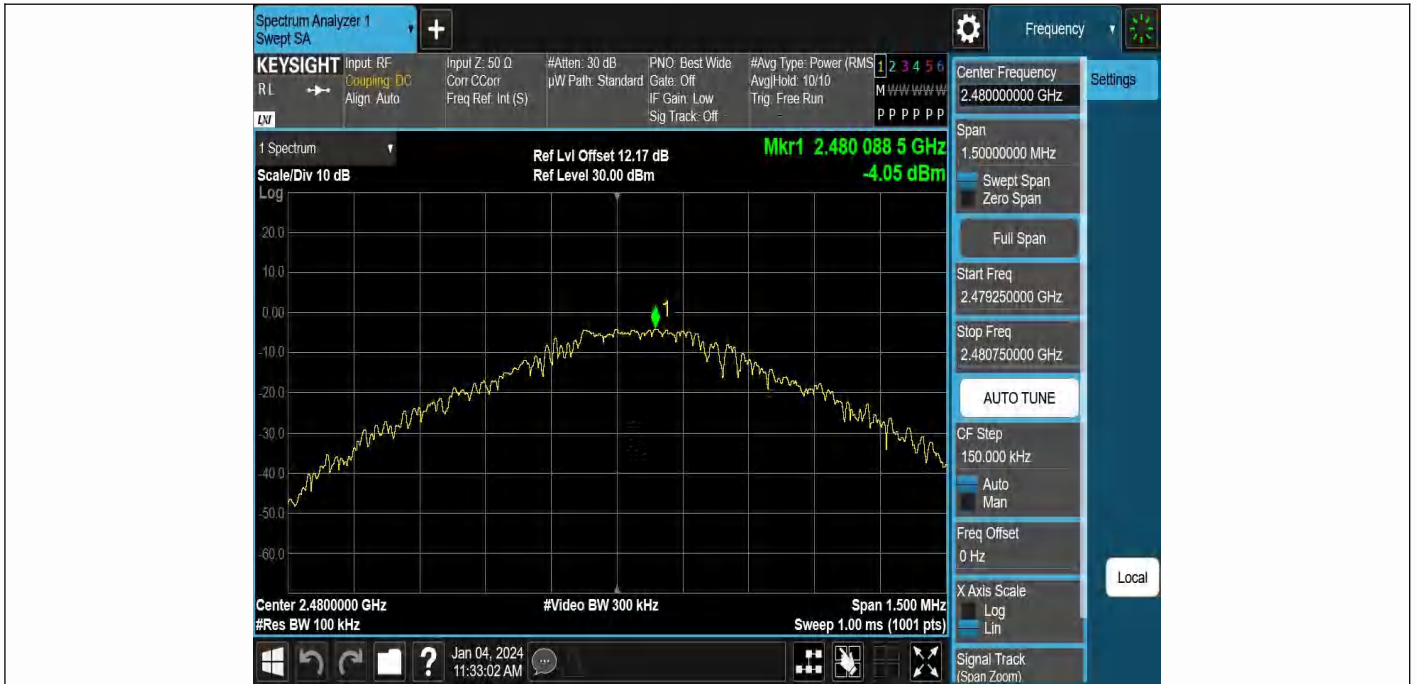 Spectrum Analyzer 1
Swept SA
+
Frequency
KEYSIGHT
RL
LXI
Input: RF
Coupling: DC
Align: Auto
Input Z: 50 Ω
Corr CCorr
Freq Ref: Int (S)
#Atten: 30 dB
µW Path: Standard
PNO: Best Wide
Gate: Off
IF Gain: Low
Sig Track: Off
#Avg Type: Power (RMS
Avg|Hold: 10/10
Trig: Free Run
1 2 3 4 5 6
M W W W W W
P P P P P P
1 Spectrum
Scale/Div 10 dB
Ref Lvl Offset 12.17 dB
Ref Level 30.00 dBm
Mkr1 2.480 088 5 GHz
-4.05 dBm
Log
20.0
10.0
0.00
-10.0
-20.0
-30.0
-40.0
-50.0
-60.0
1
Center 2.4800000 GHz
#Res BW 100 kHz
#Video BW 300 kHz
Span 1.500 MHz
Sweep 1.00 ms (1001 pts)
?
Jan 04, 2024
11:33:02 AM
Center Frequency
2.480000000 GHz
Settings
Span
1.50000000 MHz
Swept Span
Zero Span
Full Span
Start Freq
2.479250000 GHz
Stop Freq
2.480750000 GHz
AUTO TUNE
CF Step
150.000 kHz
Auto
Man
Freq Offset
0 Hz
X Axis Scale
Log
Lin
Local
Signal Track
(Span Zoom)